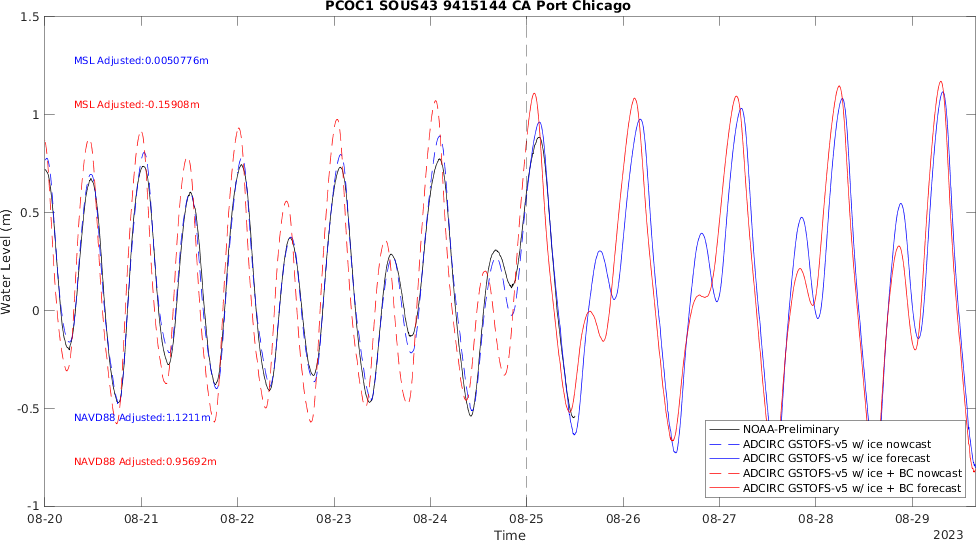 PCOC1 SOUS43 9415144 CA Port Chicago
1.5
1
0.5
0
-0.5
-1
Water Level (m)
MSL Adjusted:0.0050776m
MSL Adjusted:-0.15908m
NAVD88 Adjusted:1.1211m
NAVD88 Adjusted:0.95692m
NOAA-Preliminary
ADCIRC GSTOFS-v5 w/ ice nowcast
ADCIRC GSTOFS-v5 w/ ice forecast
ADCIRC GSTOFS-v5 w/ ice + BC nowcast
ADCIRC GSTOFS-v5 w/ ice + BC forecast
08-20 08-21 08-22 08-23 08-24 08-25 08-26 08-27 08-28 08-29
Time
2023